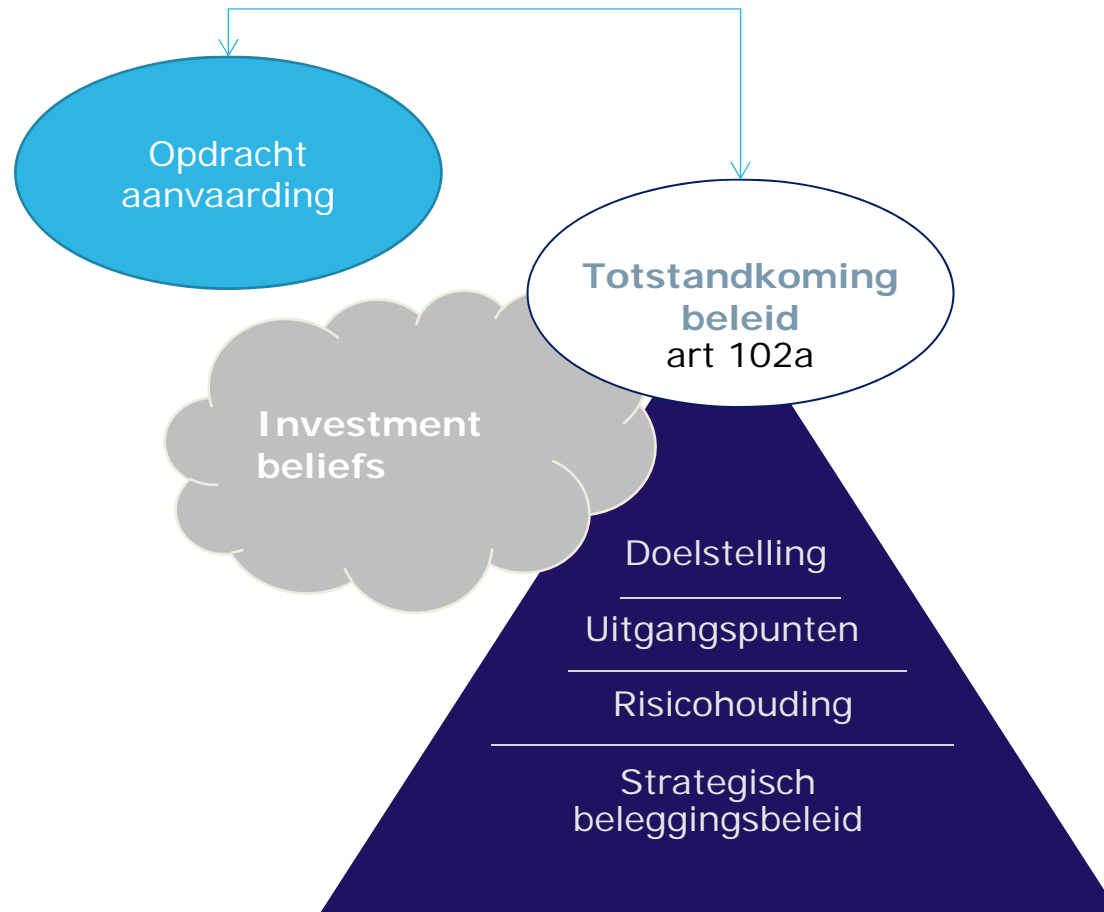 Opdracht
aanvaarding
Totstandkoming
beleid
art 102a
Investment
beliefs
Doelstelling
Uitgangspunten
Risicohouding
Strategisch
beleggingsbeleid